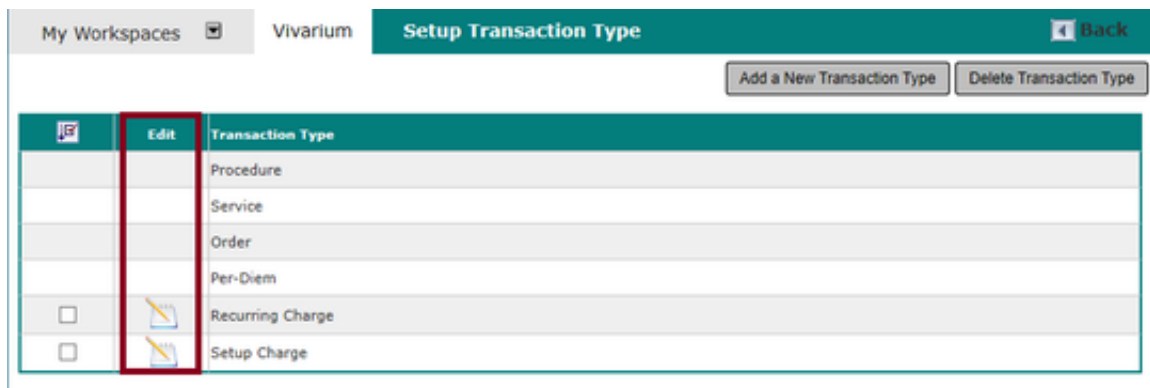 My Workspaces Vivarium Setup Transaction Type Back
Add a New Transaction Type Delete Transaction Type
Edit Transaction Type
Procedure
Service
Order
Per-Diem
Recurring Charge
Setup Charge